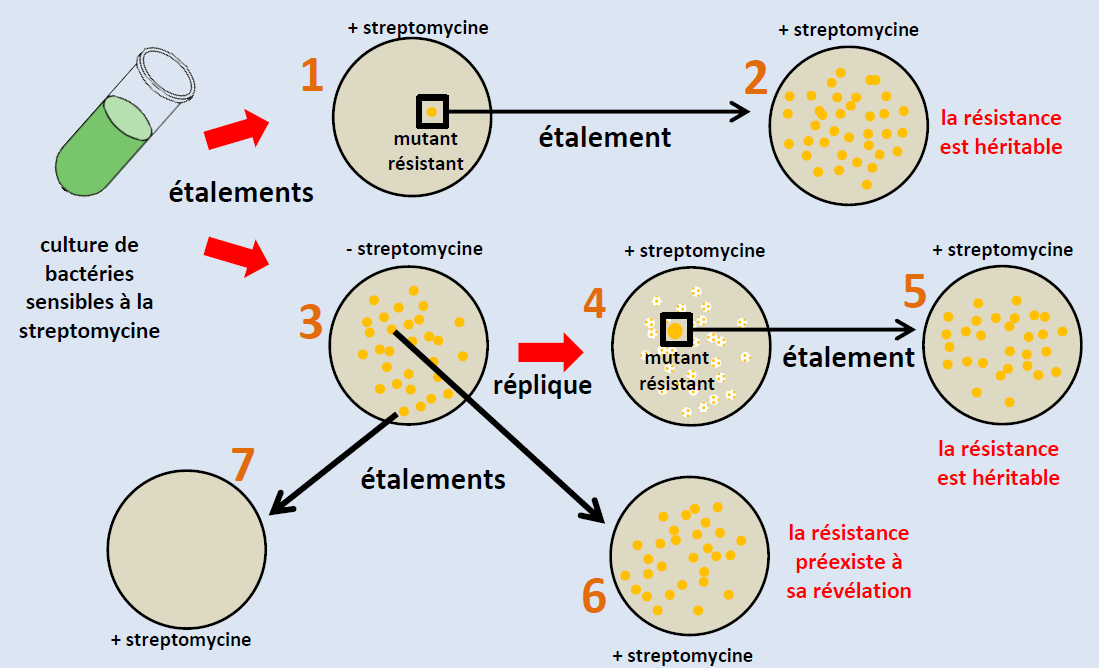 + streptomycine
1
mutant
résistant
étalement
+ streptomycine
2
la résistance
est héritable
étalements
culture de
bactéries
sensibles à la
streptomycine
- streptomycine
3
réplique
+ streptomycine
4
mutant
résistant
étalement
+ streptomycine
5
la résistance
est héritable
étalements
7
+ streptomycine
6
+ streptomycine
la résistance
préexiste à
sa révélation